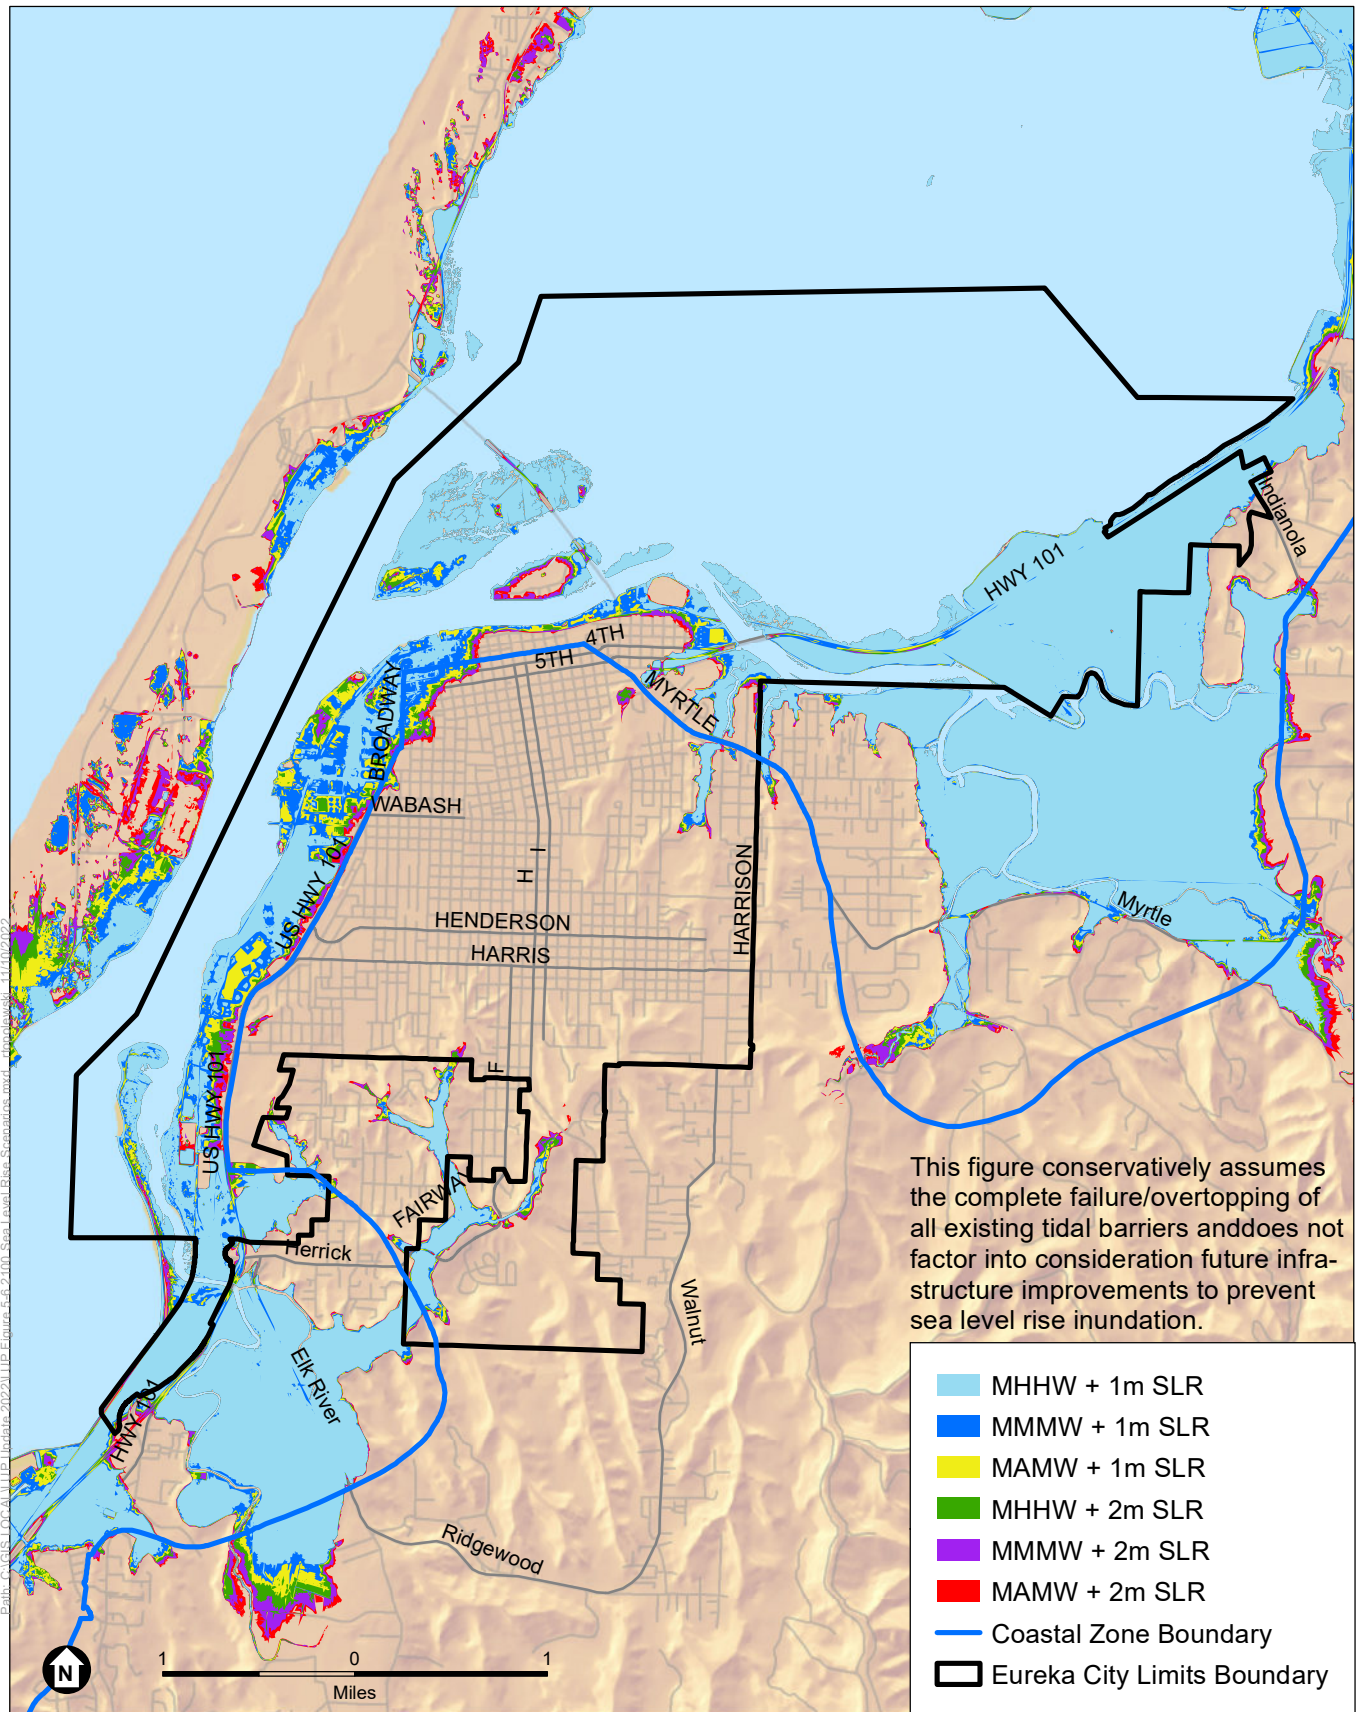 Indianola
HWY 101
4TH
5TH
MYRTLE
BROADWAY
WABASH
US HWY 101
I
H
HARRISON
HENDERSON
HARRIS
Myrtle
F
US HWY 101
FAIRWAY
Herrick
Walnut
Elk River
HWY 101
Ridgewood
This figure conservatively assumes
the complete failure/overtopping of
all existing tidal barriers anddoes not
factor into consideration future infra-
structure improvements to prevent
sea level rise inundation.
MHHW + 1m SLR
MMMW + 1m SLR
MAMW + 1m SLR
MHHW + 2m SLR
MMMW + 2m SLR
MAMW + 2m SLR
Coastal Zone Boundary
Eureka City Limits Boundary
N
1 0 1
Miles